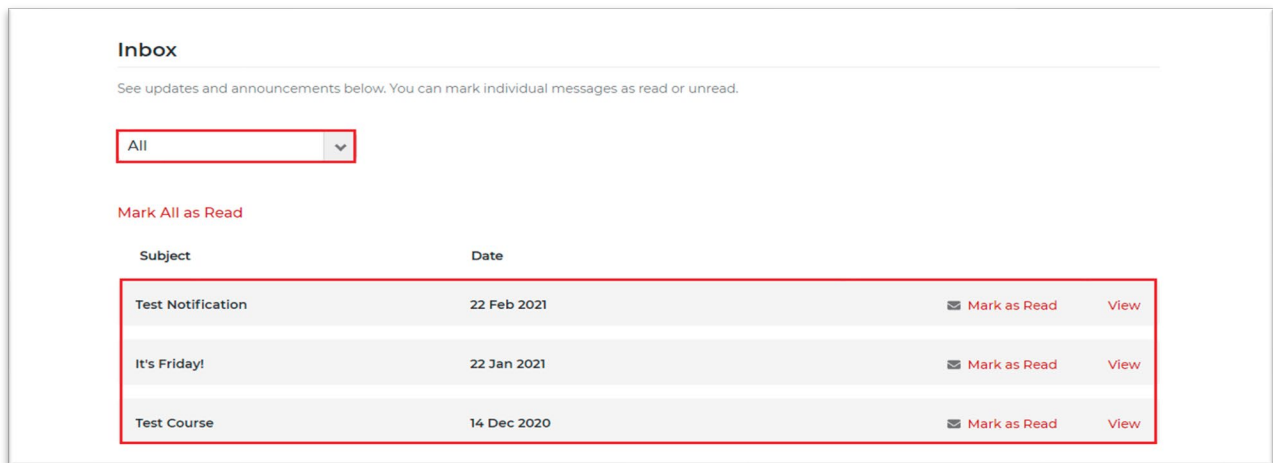 Inbox
See updates and announcements below. You can mark individual messages as read or unread.
All
Mark All as Read
Subject Date
Test Notification 22 Feb 2021 Mark as Read View
It's Friday! 22 Jan 2021 Mark as Read View
Test Course 14 Dec 2020 Mark as Read View